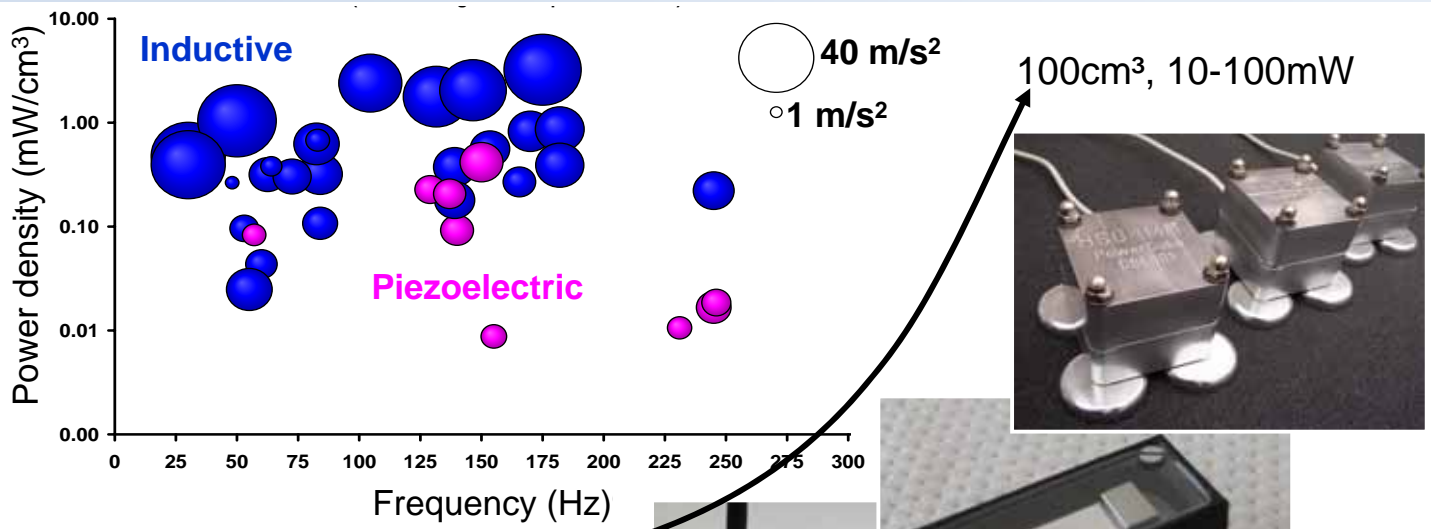 10.00
Inductive
40 m/s²
1 m/s²
100cm³, 10-100mW
1.00
0.10
Piezoelectric
0.01
0.00
0 25 50 75 100 125 150 175 200 225 250 275 300
Power density (mW/cm³)
Frequency (Hz)